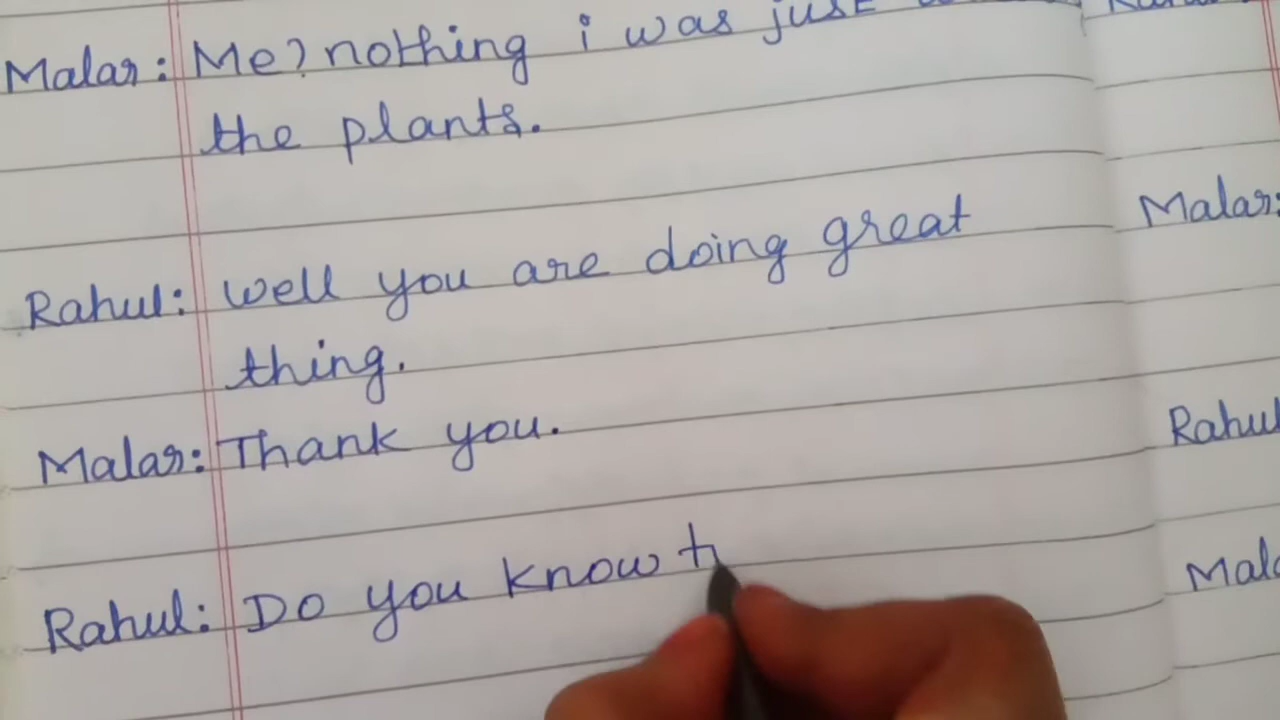 Malar: Me? nothing i was just
the plants.
Rahul: well you are doing great
thing.
Malar: Thank you.
Rahul: Do you know
Malar:
Rahul